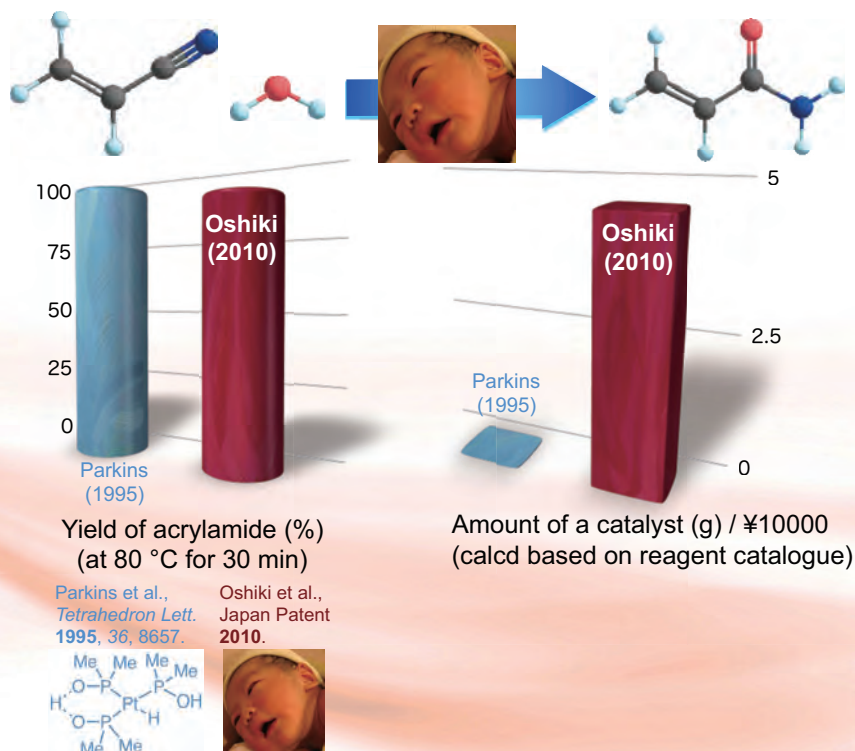 100
75
50
25
0
Oshiki
(2010)
Parkins
(1995)
Yield of acrylamide (%)
(at 80 °C for 30 min)
5
2.5
0
Oshiki
(2010)
Parkins
(1995)
Amount of a catalyst (g) / ¥10000
(calcd based on reagent catalogue)
Parkins et al.,
Tetrahedron Lett.
1995, 36, 8657.
Oshiki et al.,
Japan Patent
2010.
Me Me Me
Me
O P P
H Pt OH
H
O P
Me Me